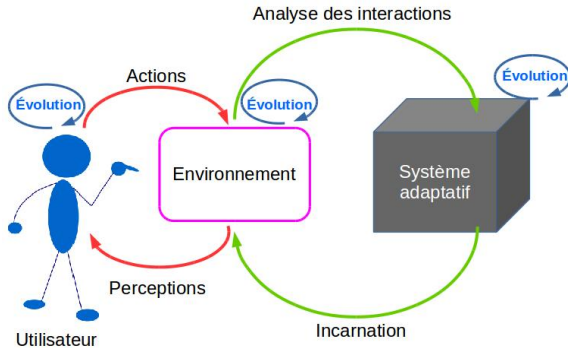 Analyse des interactions
Actions
Évolution
Évolution
Évolution
Environnement
Système
adaptatif
Perceptions
Incarnation
Utilisateur